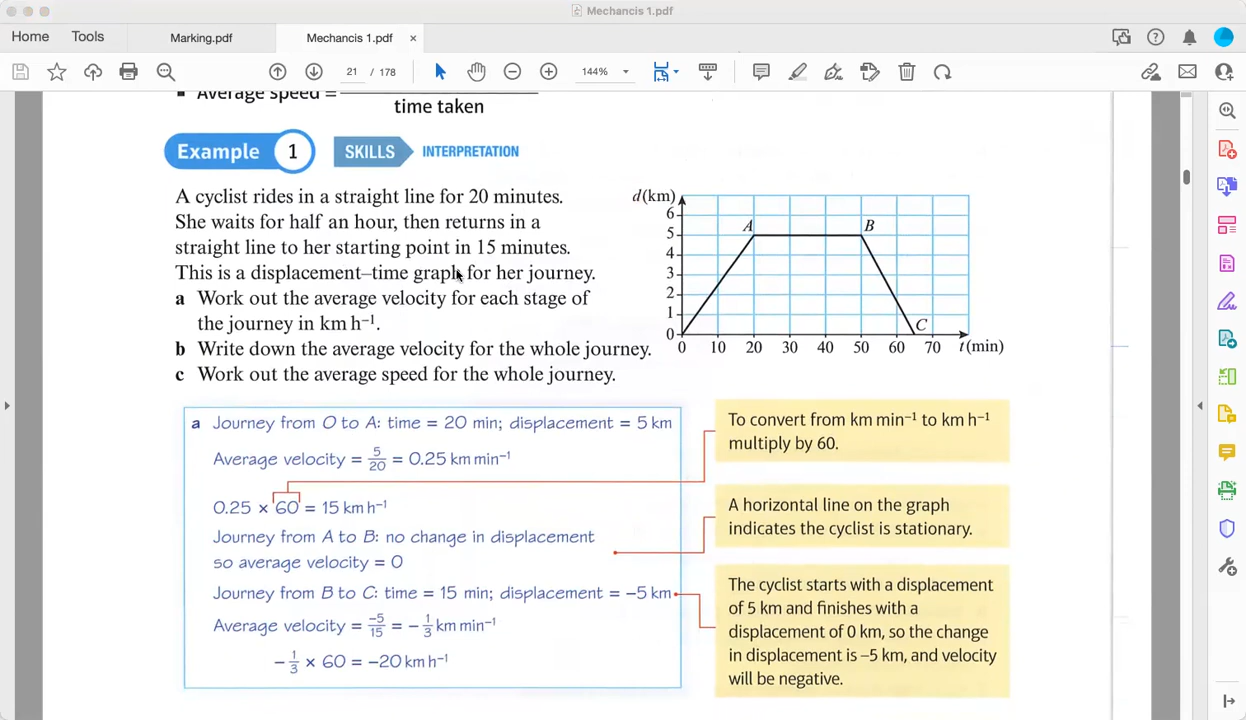 Mechancis 1.pdf
Home
Tools
Marking.pdf
Mechancis 1.pdf ×
21 / 178
144%
▪ Average speed =
time taken
Example 1
SKILLS
INTERPRETATION
A cyclist rides in a straight line for 20 minutes.
She waits for half an hour, then returns in a
straight line to her starting point in 15 minutes.
This is a displacement–time graph for her journey.
a Work out the average velocity for each stage of
the journey in km h⁻¹.
b Write down the average velocity for the whole journey.
c Work out the average speed for the whole journey.
d (km)
6
5
4
3
2
1
0
A
B
C
0 10 20 30 40 50 60 70 t (min)
a Journey from O to A: time = 20 min; displacement = 5 km
Average velocity = 5/20 = 0.25 km min⁻¹
0.25 × 60 = 15 km h⁻¹
Journey from A to B: no change in displacement
so average velocity = 0
Journey from B to C: time = 15 min; displacement = −5 km
Average velocity = −5/15 = −1/3 km min⁻¹
−1/3 × 60 = −20 km h⁻¹
To convert from km min⁻¹ to km h⁻¹
multiply by 60.
A horizontal line on the graph
indicates the cyclist is stationary.
The cyclist starts with a displacement
of 5 km and finishes with a
displacement of 0 km, so the change
in displacement is –5 km, and velocity
will be negative.